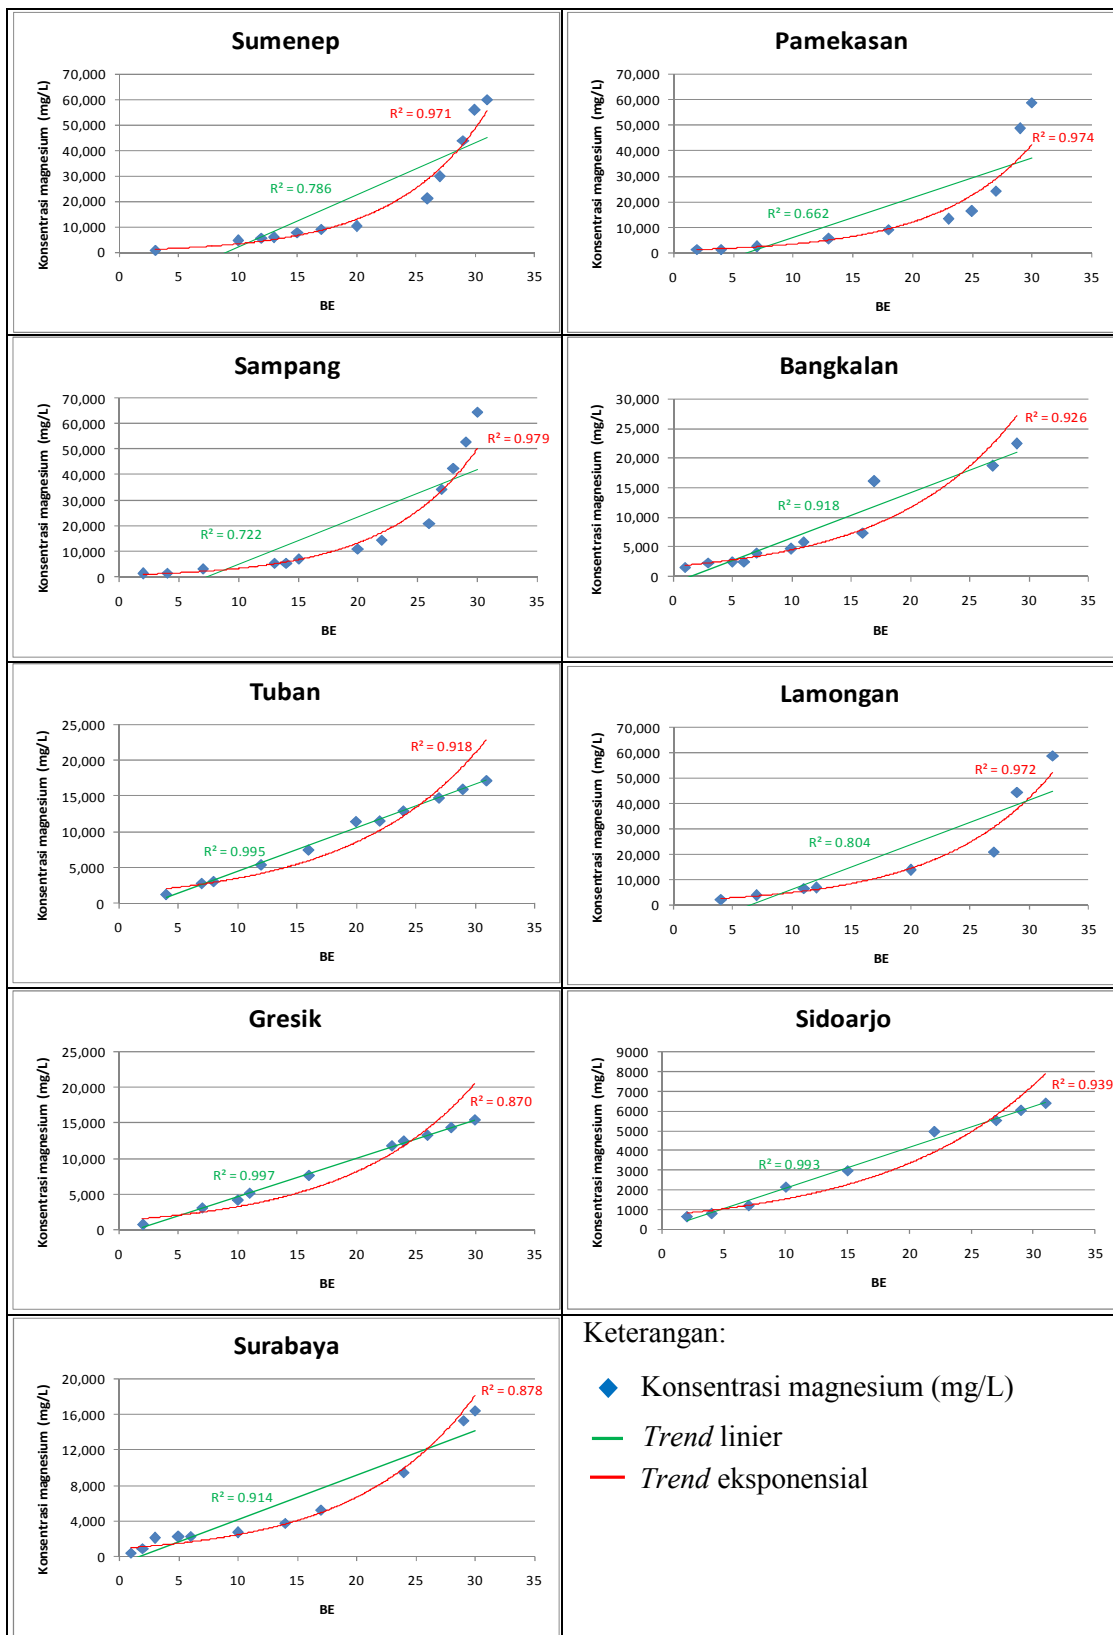 Sumenep
Konsentrasi magnesium (mg/L)
70,000
60,000
50,000
40,000
30,000
20,000
10,000
0
R² = 0.971
R² = 0.786
0 5 10 15 20 25 30 35
BE
Pamekasan
Konsentrasi magnesium (mg/L)
70,000
60,000
50,000
40,000
30,000
20,000
10,000
0
R² = 0.974
R² = 0.662
0 5 10 15 20 25 30 35
BE
Sampang
Konsentrasi magnesium (mg/L)
70,000
60,000
50,000
40,000
30,000
20,000
10,000
0
R² = 0.979
R² = 0.722
0 5 10 15 20 25 30 35
BE
Bangkalan
Konsentrasi magnesium (mg/L)
30,000
25,000
20,000
15,000
10,000
5,000
0
R² = 0.926
R² = 0.918
0 5 10 15 20 25 30 35
BE
Tuban
Konsentrasi magnesium (mg/L)
25,000
20,000
15,000
10,000
5,000
0
R² = 0.918
R² = 0.995
0 5 10 15 20 25 30 35
BE
Lamongan
Konsentrasi magnesium (mg/L)
70,000
60,000
50,000
40,000
30,000
20,000
10,000
0
R² = 0.972
R² = 0.804
0 5 10 15 20 25 30 35
BE
Gresik
Konsentrasi magnesium (mg/L)
25,000
20,000
15,000
10,000
5,000
0
R² = 0.870
R² = 0.997
0 5 10 15 20 25 30 35
BE
Sidoarjo
Konsentrasi magnesium (mg/L)
9000
8000
7000
6000
5000
4000
3000
2000
1000
0
R² = 0.939
R² = 0.993
0 5 10 15 20 25 30 35
BE
Surabaya
Konsentrasi magnesium (mg/L)
20,000
16,000
12,000
8,000
4,000
0
R² = 0.878
R² = 0.914
0 5 10 15 20 25 30 35
BE
Keterangan:
Konsentrasi magnesium (mg/L)
Trend linier
Trend eksponensial